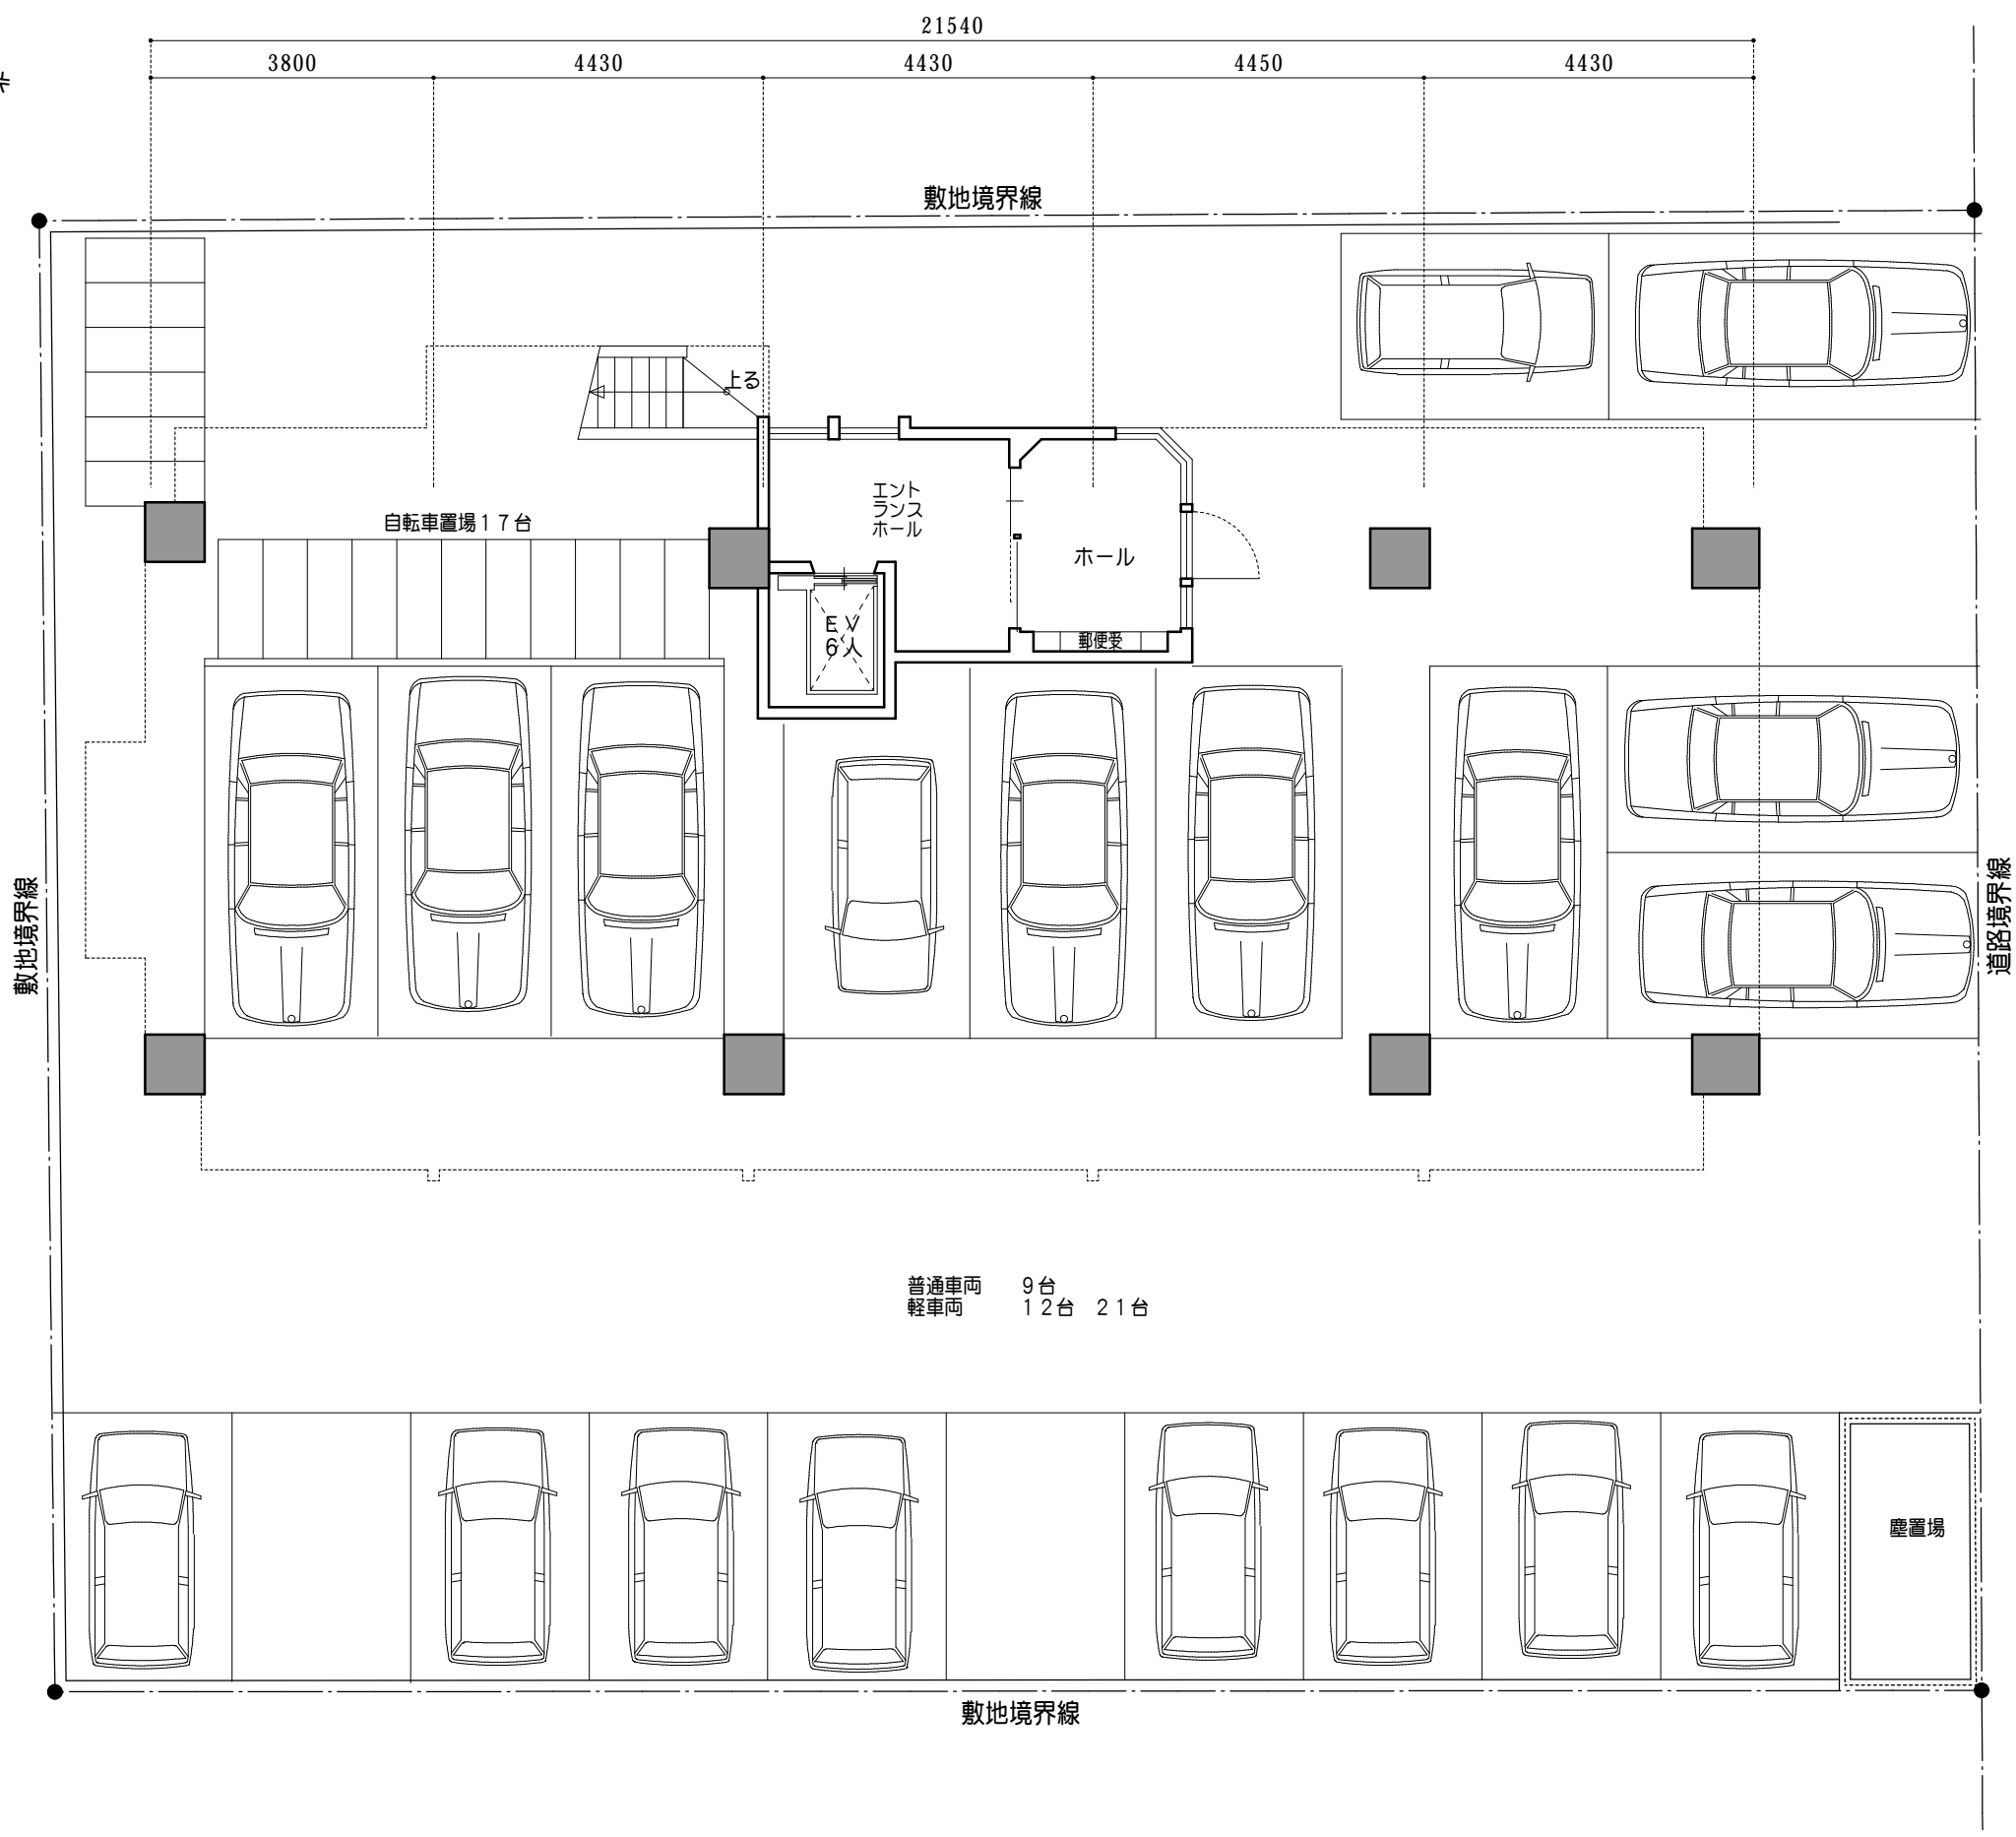 21540
3800 4430 4430 4450 4430
敷地境界線
上る
エント
ランス
ホール
自転車置場17台
ホール
EV
6人
郵便受
敷地境界線
道路境界線
普通車両 9台
軽車両 12台 21台
塵置場
敷地境界線